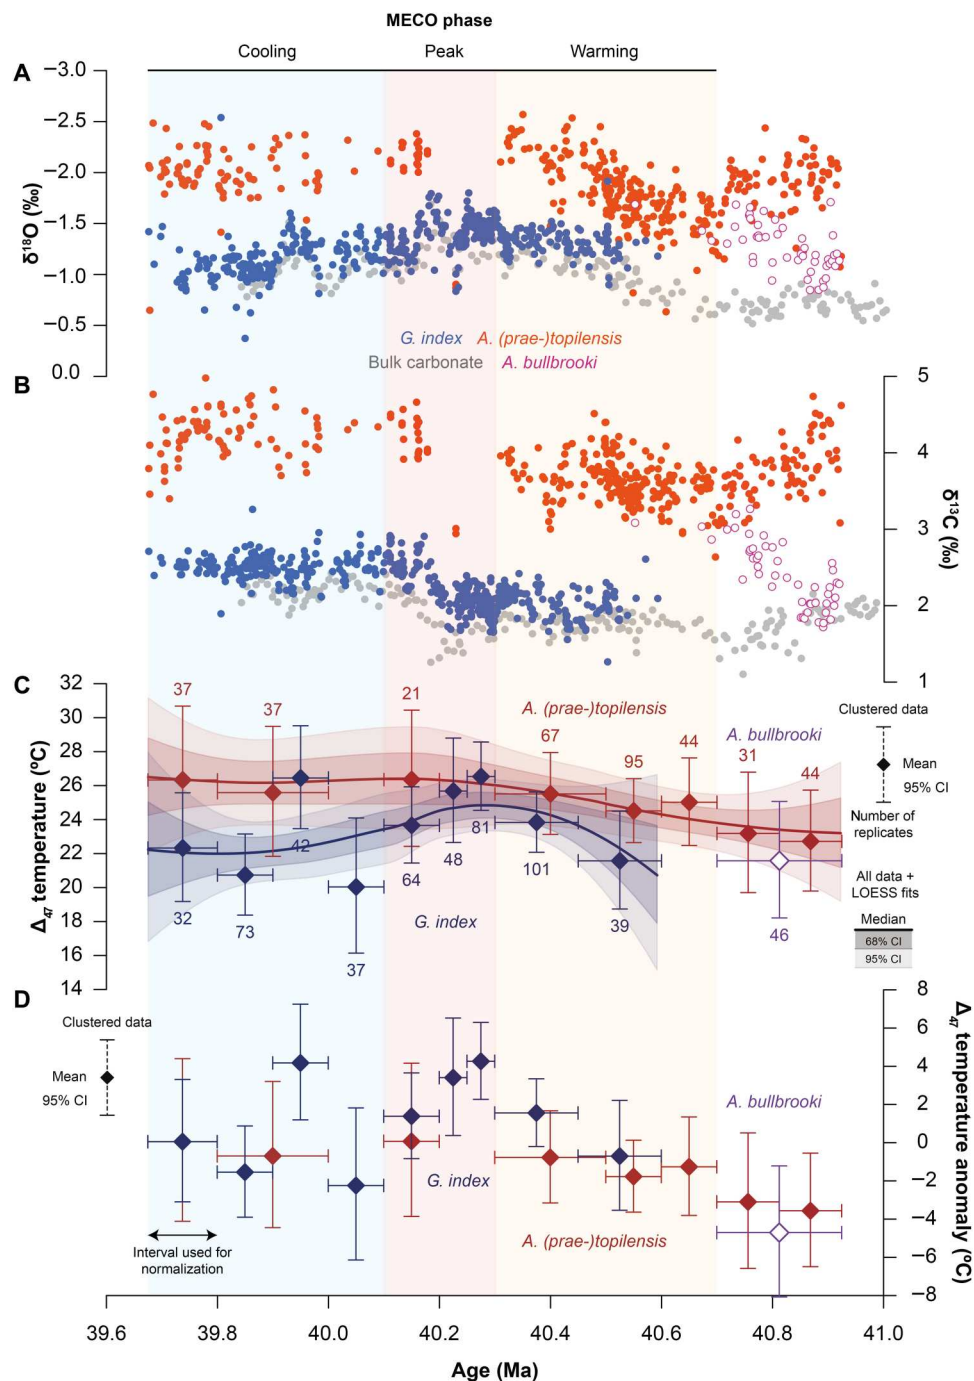 MECO phase
Cooling Peak Warming
A
−3.0
−2.5
−2.0
−1.5
−1.0
−0.5
0.0
δ18O (‰)
G. index A. (prae-)topilensis
Bulk carbonate A. bullbrooki
B
5
4
3
2
1
δ13C (‰)
C
32
30
28
26
24
22
20
18
16
14
Δ47 temperature (ºC)
37
37
21
67
95
44
31
44
A. (prae-)topilensis
A. bullbrooki
G. index
32
73
42
37
64
48
81
101
39
46
Clustered data
Mean
95% CI
Number of
replicates
All data +
LOESS fits
Median
68% CI
95% CI
D
Clustered data
Mean
95% CI
8
6
4
2
0
−2
−4
−6
−8
Δ47 temperature anomaly (ºC)
A. bullbrooki
G. index
A. (prae-)topilensis
Interval used for
normalization
39.6 39.8 40.0 40.2 40.4 40.6 40.8 41.0
Age (Ma)